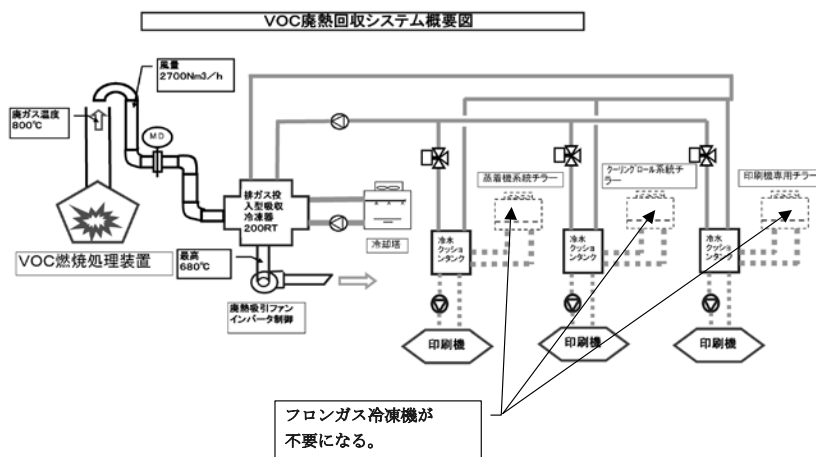 VOC廃熱回収システム概要図
風量
2700Nm3/h
廃ガス温度
800℃
MD
排ガス投
入型吸収
冷凍器
200RT
冷却塔
VOC燃焼処理装置
最高
680℃
廃熱吸引ファン
インバータ制御
蒸着機系統チラー
クーリングロール系統チ
ラー
印刷機専用チラー
冷水
クッショ
ンタンク
冷水
クッショ
ンタンク
冷水
クッショ
ンタンク
印刷機
印刷機
印刷機
フロンガス冷凍機が
不要になる。